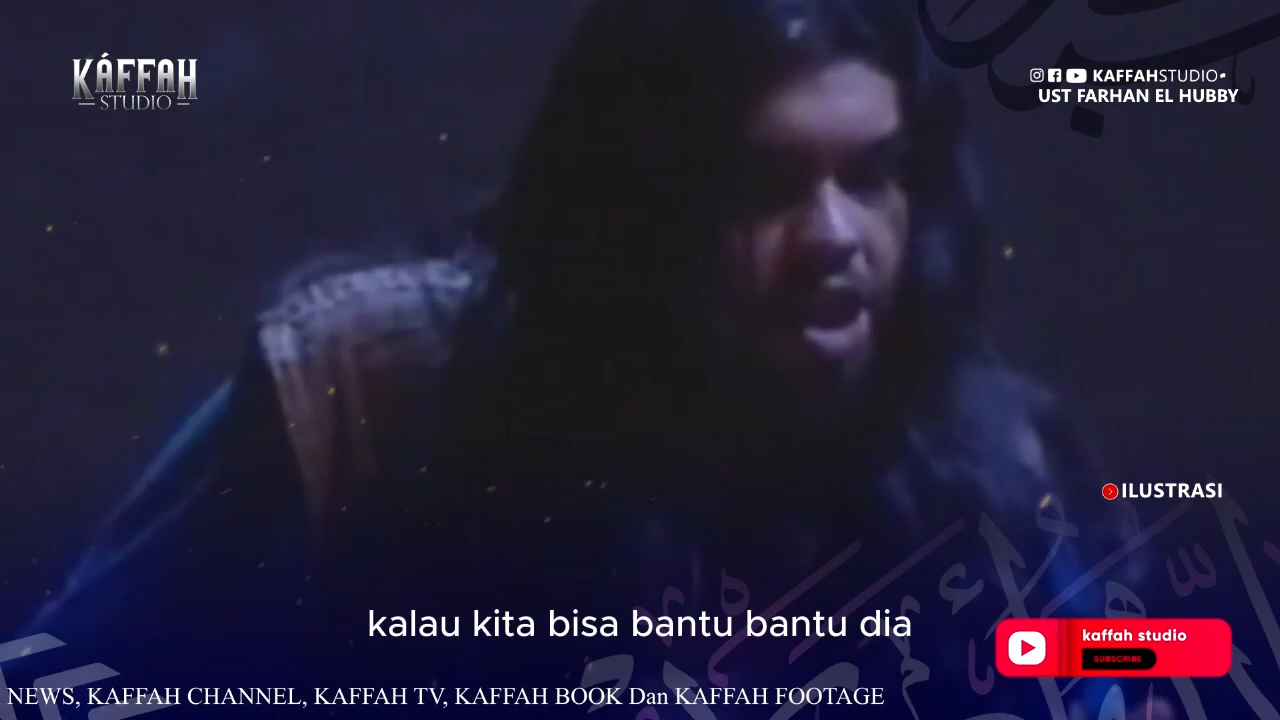 KÁFFAH
STUDIO
KAFFAHSTUDIO
UST FARHAN EL HUBBY
ILUSTRASI
kalau kita bisa bantu bantu dia
kaffah studio
SUBSCRIBE
NEWS, KAFFAH CHANNEL, KAFFAH TV, KAFFAH BOOK Dan KAFFAH FOOTAGE